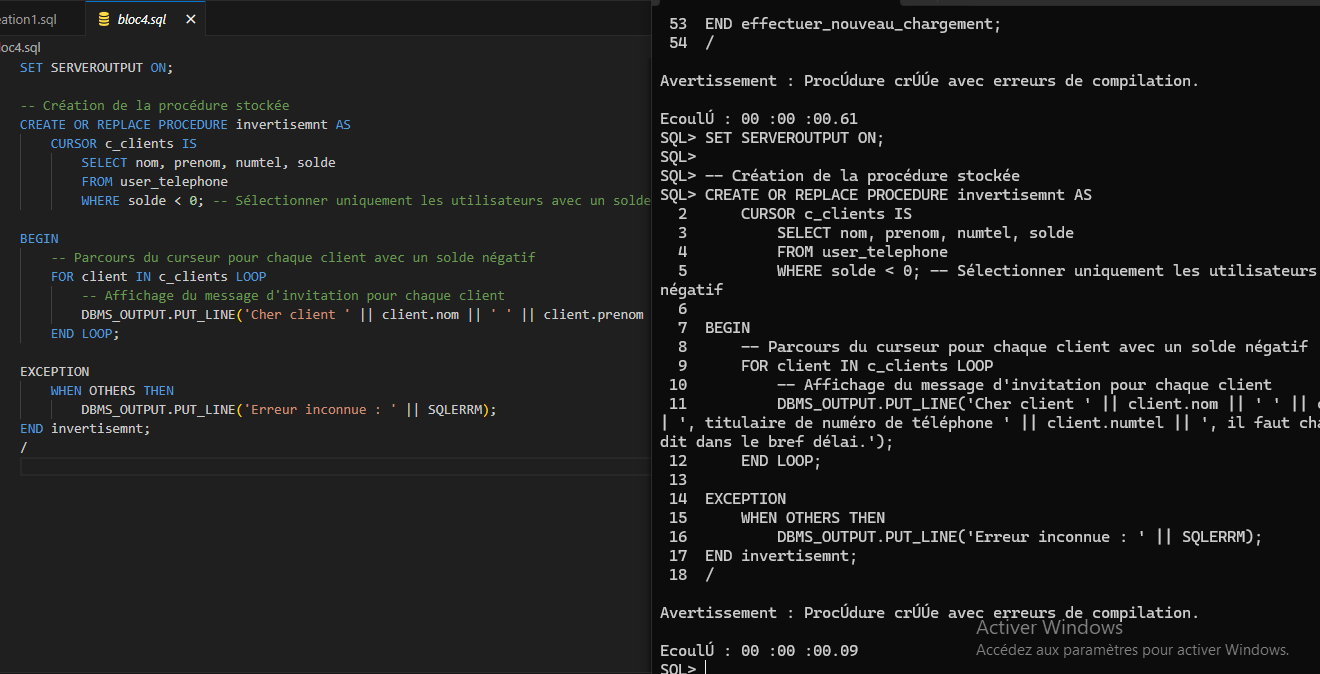 eation1.sql
bloc4.sql
loc4.sql
SET SERVEROUTPUT ON;
-- Création de la procédure stockée
CREATE OR REPLACE PROCEDURE invertisemnt AS
CURSOR c_clients IS
SELECT nom, prenom, numtel, solde
FROM user_telephone
WHERE solde < 0; -- Sélectionner uniquement les utilisateurs avec un solde
BEGIN
-- Parcours du curseur pour chaque client avec un solde négatif
FOR client IN c_clients LOOP
-- Affichage du message d'invitation pour chaque client
DBMS_OUTPUT.PUT_LINE('Cher client ' || client.nom || ' ' || client.prenom
END LOOP;
EXCEPTION
WHEN OTHERS THEN
DBMS_OUTPUT.PUT_LINE('Erreur inconnue : ' || SQLERRM);
END invertisemnt;
/
53 END effectuer_nouveau_chargement;
54 /
Avertissement : ProcÚdure crÚÚe avec erreurs de compilation.
EcoulÚ : 00 :00 :00.61
SQL> SET SERVEROUTPUT ON;
SQL>
SQL> -- Création de la procédure stockée
SQL> CREATE OR REPLACE PROCEDURE invertisemnt AS
2 CURSOR c_clients IS
3 SELECT nom, prenom, numtel, solde
4 FROM user_telephone
5 WHERE solde < 0; -- Sélectionner uniquement les utilisateurs
négatif
6
7 BEGIN
8 -- Parcours du curseur pour chaque client avec un solde négatif
9 FOR client IN c_clients LOOP
10 -- Affichage du message d'invitation pour chaque client
11 DBMS_OUTPUT.PUT_LINE('Cher client ' || client.nom || ' ' ||
| ', titulaire de numéro de téléphone ' || client.numtel || ', il faut cha
dit dans le bref délai.');
12 END LOOP;
13
14 EXCEPTION
15 WHEN OTHERS THEN
16 DBMS_OUTPUT.PUT_LINE('Erreur inconnue : ' || SQLERRM);
17 END invertisemnt;
18 /
Avertissement : ProcÚdure crÚÚe avec erreurs de compilation.
EcoulÚ : 00 :00 :00.09
SQL>
Activer Windows
Accédez aux paramètres pour activer Windows.